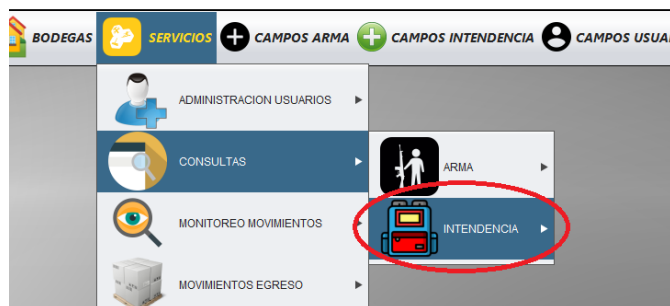 BODEGAS SERVICIOS CAMPOS ARMA CAMPOS INTENDENCIA CAMPOS USUA
ADMINISTRACION USUARIOS
CONSULTAS
ARMA
MONITOREO MOVIMIENTOS
INTENDENCIA
MOVIMIENTOS EGRESO